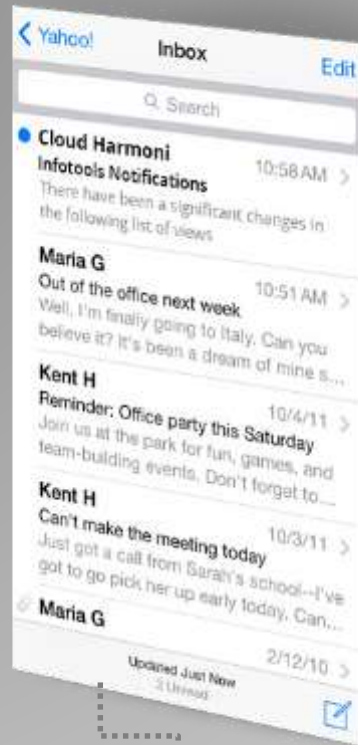 Yahoo!
Inbox
Edit
Search
Cloud Harmoni
10:58 AM
Infotools Notifications
There have been a significant changes in
the following list of views
Maria G
10:51 AM
Out of the office next week
Well, I'm finally going to Italy. Can you
believe it? It's been a dream of mine s...
Kent H
10/4/11
Reminder: Office party this Saturday
Join us at the park for fun, games, and
team-building events. Don't forget to....
Kent H
10/3/11
Can't make the meeting today
Just got a call from Sarah's school--I've
got to go pick her up early today. Can...
Maria G
2/12/10
Updated Just Now
2 Unread